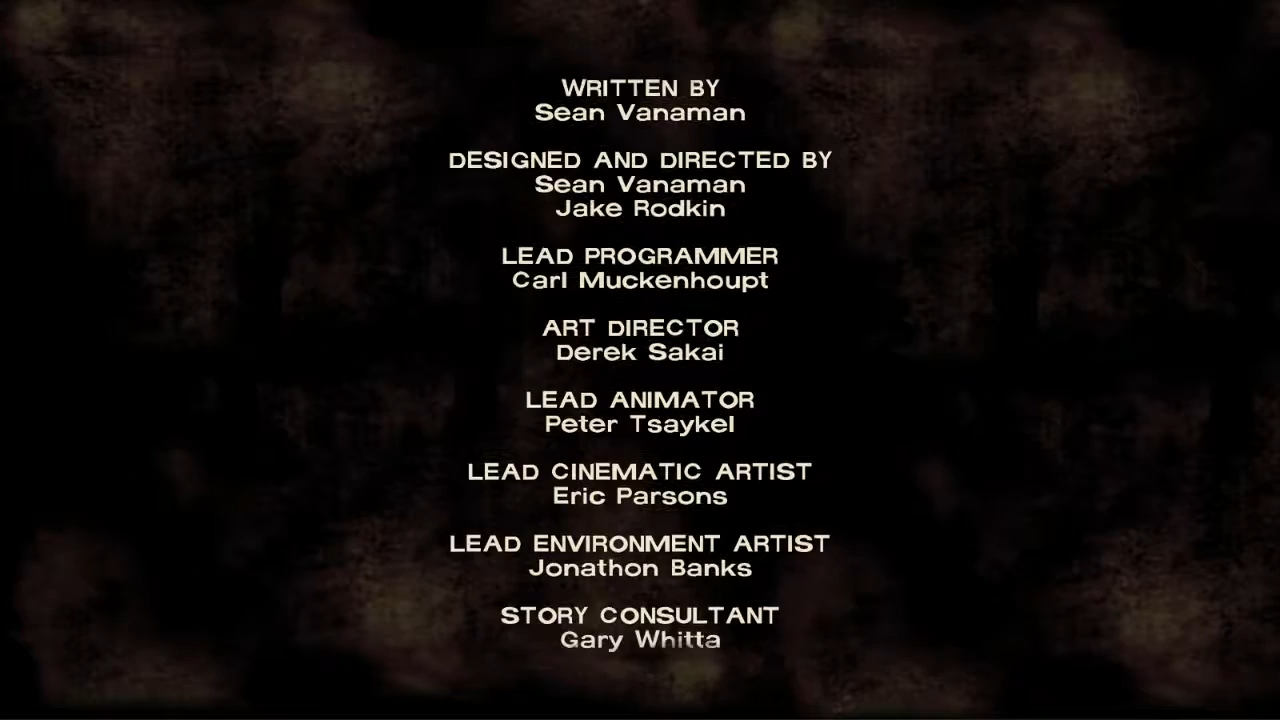 WRITTEN BY
Sean Vanaman
DESIGNED AND DIRECTED BY
Sean Vanaman
Jake Rodkin
LEAD PROGRAMMER
Carl Muckenhoupt
ART DIRECTOR
Derek Sakai
LEAD ANIMATOR
Peter Tsaykel
LEAD CINEMATIC ARTIST
Eric Parsons
LEAD ENVIRONMENT ARTIST
Jonathon Banks
STORY CONSULTANT
Gary Whitta